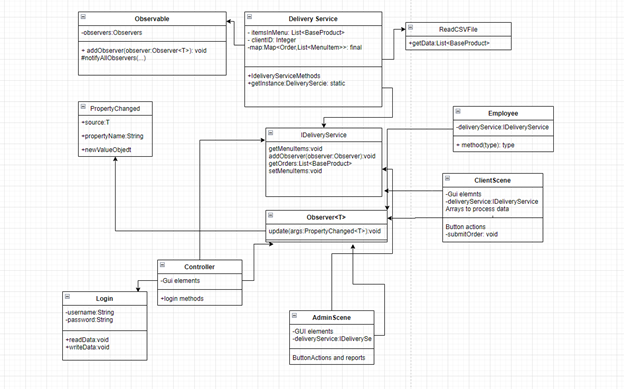 Observable
-observers:Observers
+ addObserver(observer:Observer<T>): void
#notifyAllObservers(...)
Delivery Service
- itemsInMenu: List<BaseProduct>
- clientID: Integer
-map:Map<Order,List<MenuItem>>: final
+IdeliveryServiceMethods
+getInstance:DeliverySercie: static
ReadCSVFile
+getData:List<BaseProduct>
PropertyChanged
+source:T
+propertyName:String
+newValueObjedt
IDeliveryService
getMenuItems:void
addObserver(observer:Observer):void
getOrders:List<BaseProduct>
setMenuItems:void
Employee
-deliveryService:IDeliveryService
+ method(type): type
ClientScene
-Gui elemnts
-deliveryService:IDeliveryService
Arrays to process data
Button actions
-submitOrder: void
Observer<T>
update(args:PropertyChanged<T>):void
Controller
-Gui elements
+login methods
Login
-username:String
-password:String
+readData:void
+writeData:void
AdminScene
-GUI elements
-deliveryService:IDeliverySe
ButtonActions and reports